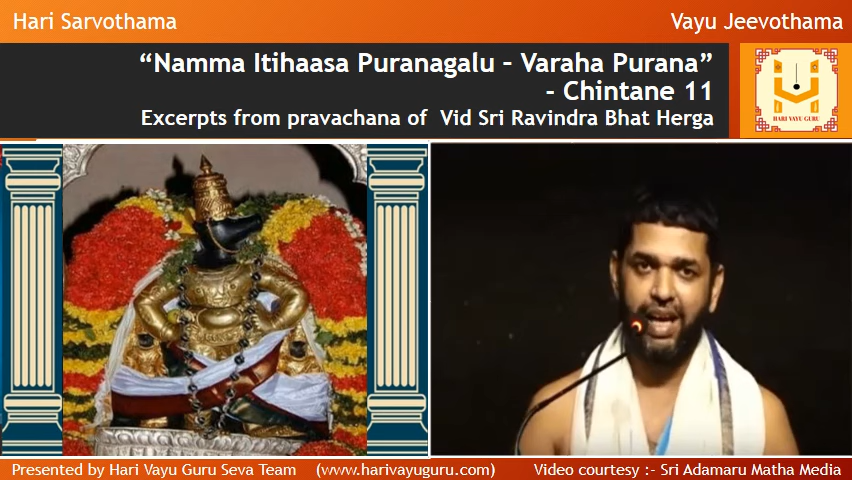 Hari Sarvothama
Vayu Jeevothama
“Namma Itihaasa Puranagalu – Varaha Purana”
- Chintane 11
Excerpts from pravachana of Vid Sri Ravindra Bhat Herga
HARI VAYU GURU
Presented by Hari Vayu Guru Seva Team (www.harivayuguru.com) Video courtesy :- Sri Adamaru Matha Media